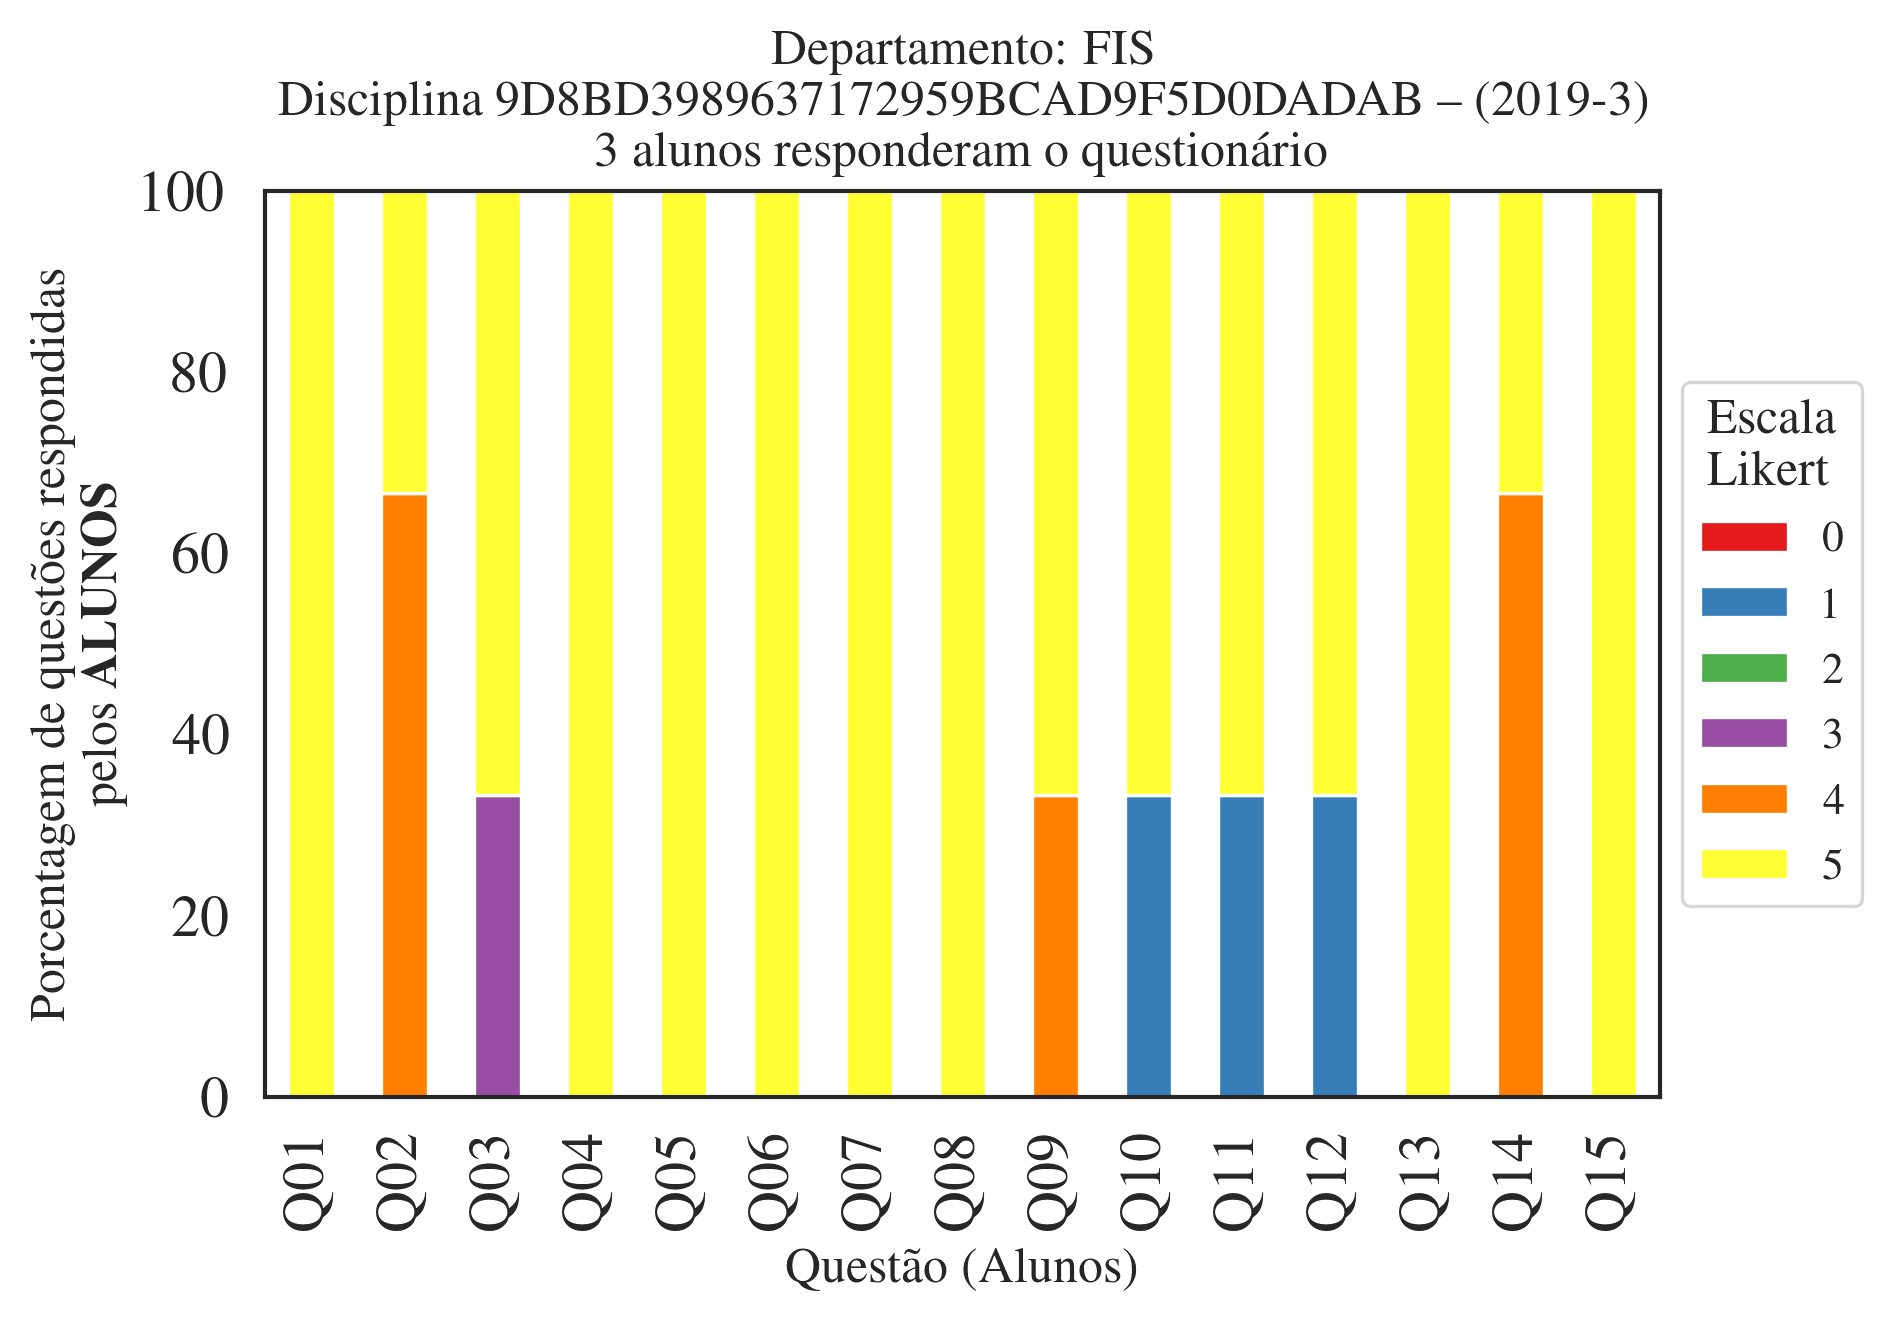 Departamento: FIS
Disciplina 9D8BD3989637172959BCAD9F5D0DADAB – (2019-3)
3 alunos responderam o questionário
Porcentagem de questões respondidas
pelos ALUNOS
100
80
60
40
20
0
Q01
Q02
Q03
Q04
Q05
Q06
Q07
Q08
Q09
Q10
Q11
Q12
Q13
Q14
Q15
Questão (Alunos)
Escala
Likert
0
1
2
3
4
5